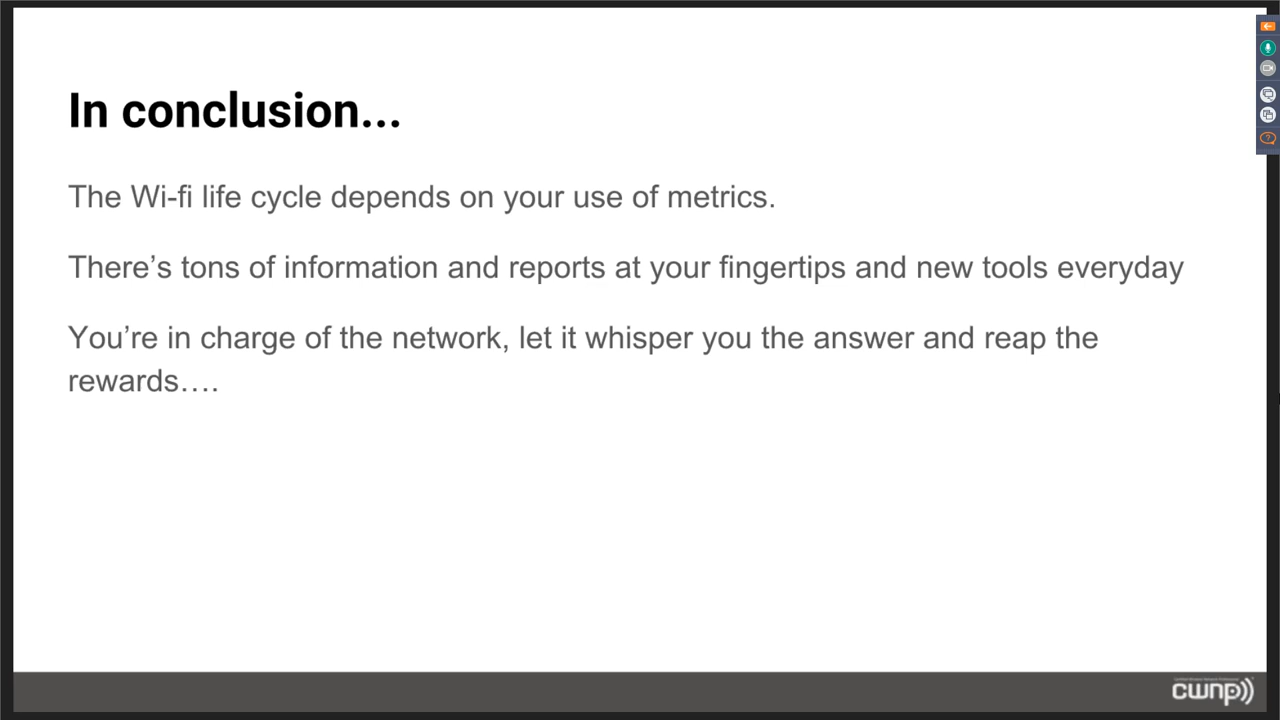 In conclusion...
The Wi-fi life cycle depends on your use of metrics.
There’s tons of information and reports at your fingertips and new tools everyday
You’re in charge of the network, let it whisper you the answer and reap the
rewards….
cwnp